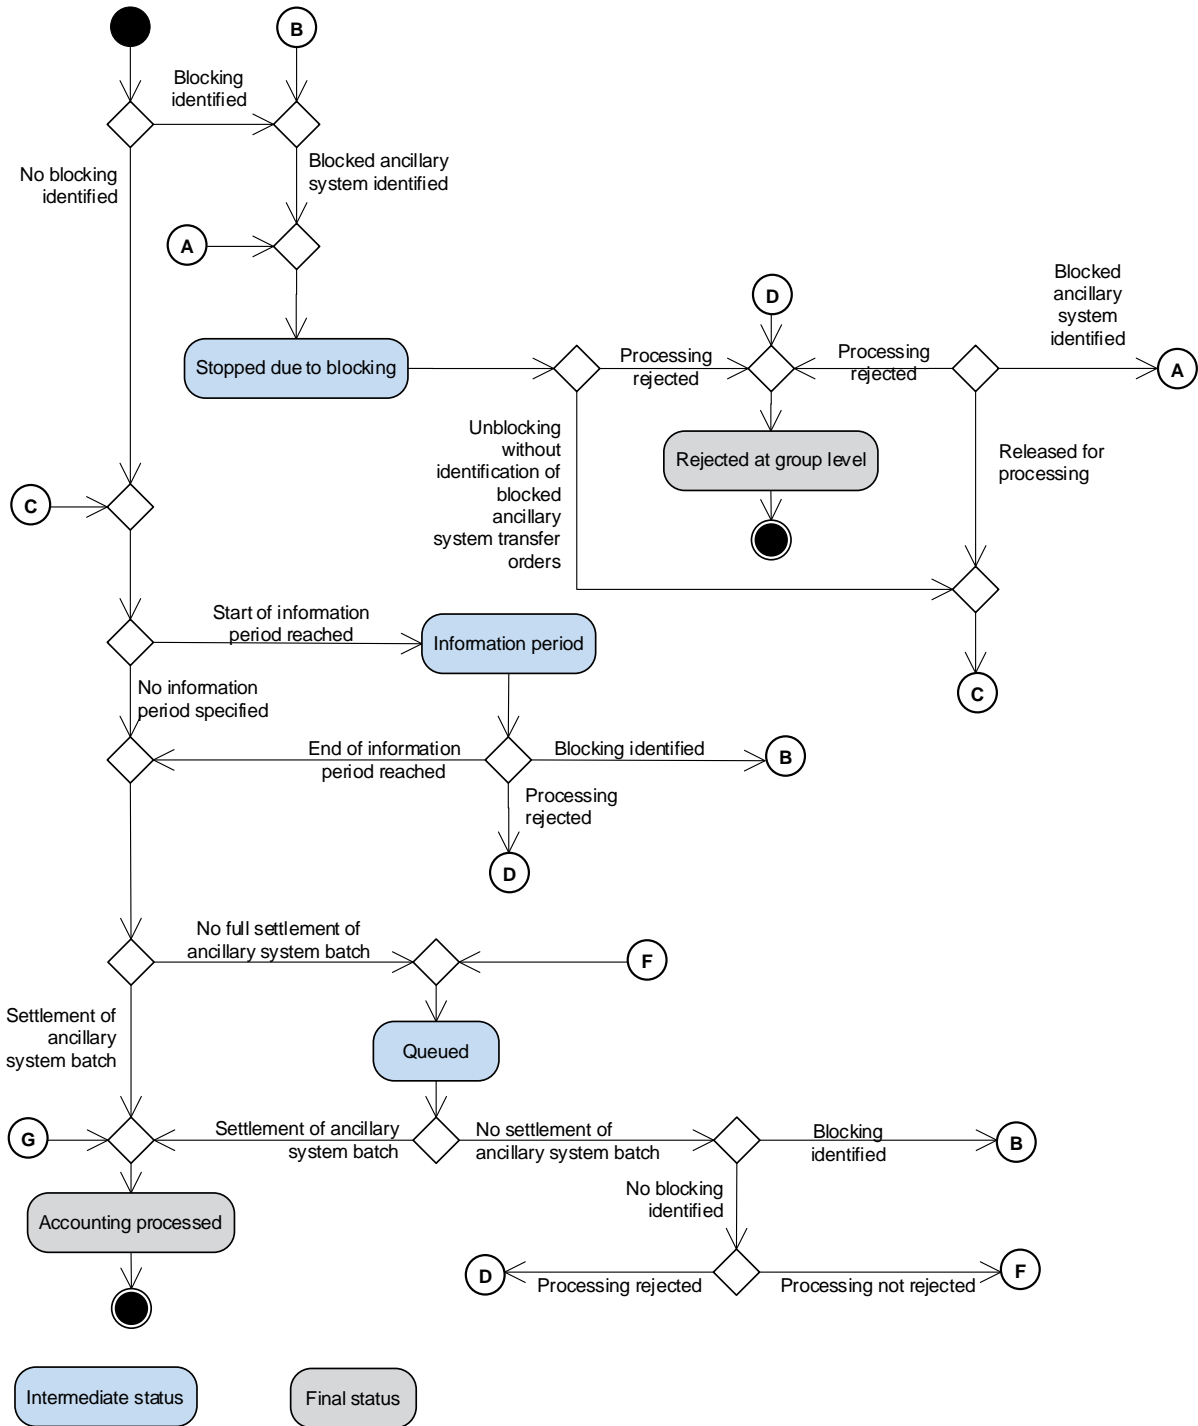 B
Blocking
identified
No blocking
identified
Blocked ancillary
system identified
A
D
Blocked
ancillary
system
identified
Stopped due to blocking
Processing
rejected
Processing
rejected
A
Unblocking
without
identification of
blocked
ancillary
system transfer
orders
Rejected at group level
Released for
processing
C
Start of information
period reached
Information period
No information
period specified
C
End of information
period reached
Blocking identified
B
Processing
rejected
D
No full settlement of
ancillary system batch
F
Settlement of
ancillary
system batch
Queued
G
Settlement of ancillary
system batch
No settlement of
ancillary system batch
Blocking
identified
B
No blocking
identified
Accounting processed
D
Processing rejected
Processing not rejected
F
Intermediate status
Final status